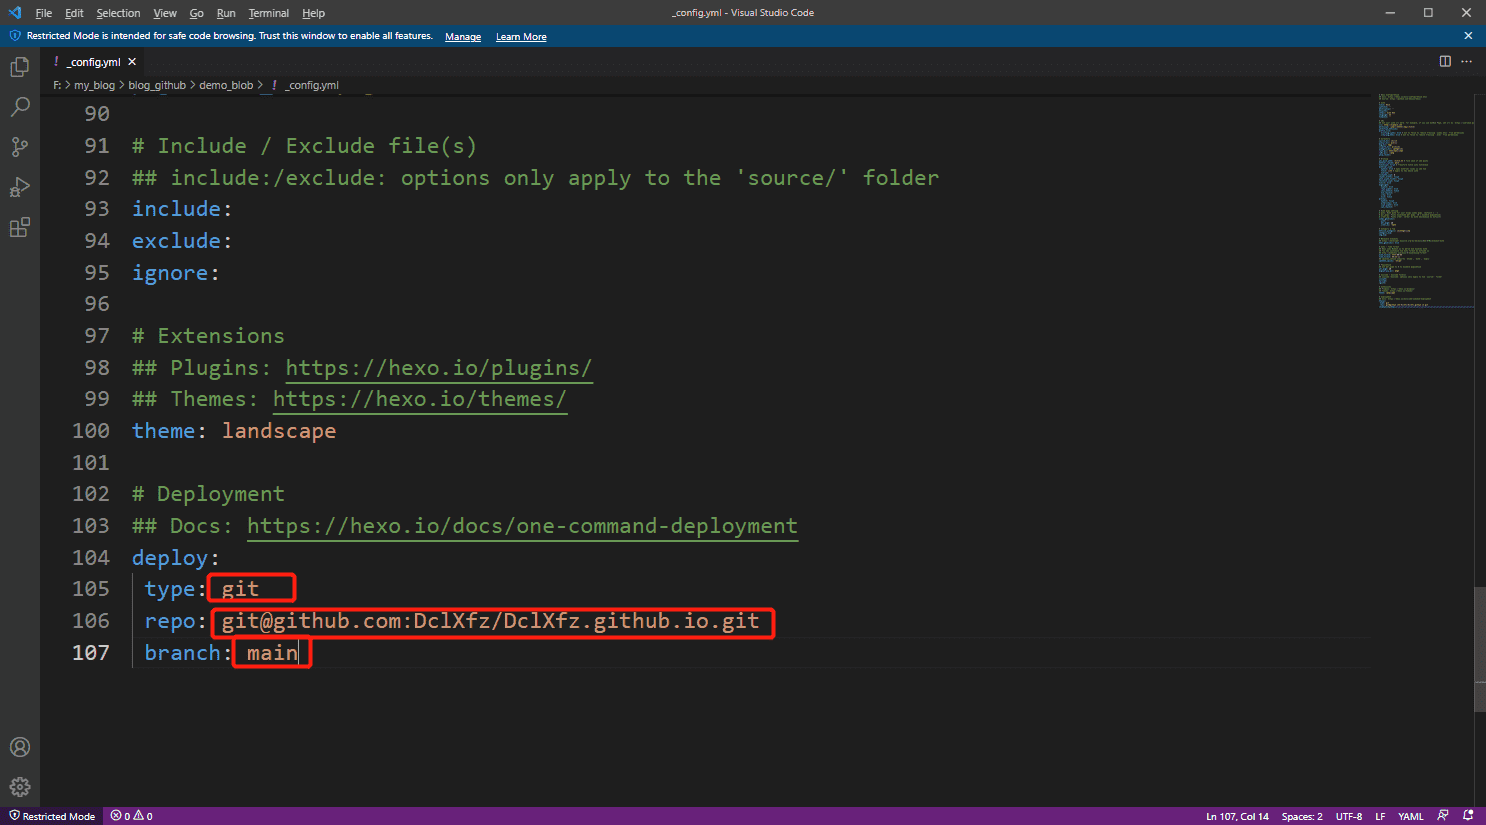 File Edit Selection View Go Run Terminal Help _config.yml - Visual Studio Code
Restricted Mode is intended for safe code browsing. Trust this window to enable all features. Manage Learn More
! _config.yml
F: > my_blog > blog_github > demo_blob > ! _config.yml
90
91 # Include / Exclude file(s)
92 ## include:/exclude: options only apply to the 'source/' folder
93 include:
94 exclude:
95 ignore:
96
97 # Extensions
98 ## Plugins: https://hexo.io/plugins/
99 ## Themes: https://hexo.io/themes/
100 theme: landscape
101
102 # Deployment
103 ## Docs: https://hexo.io/docs/one-command-deployment
104 deploy:
105 type: git
106 repo: git@github.com:DclXfz/DclXfz.github.io.git
107 branch: main
Restricted Mode 0 0 Ln 107, Col 14 Spaces: 2 UTF-8 LF YAML